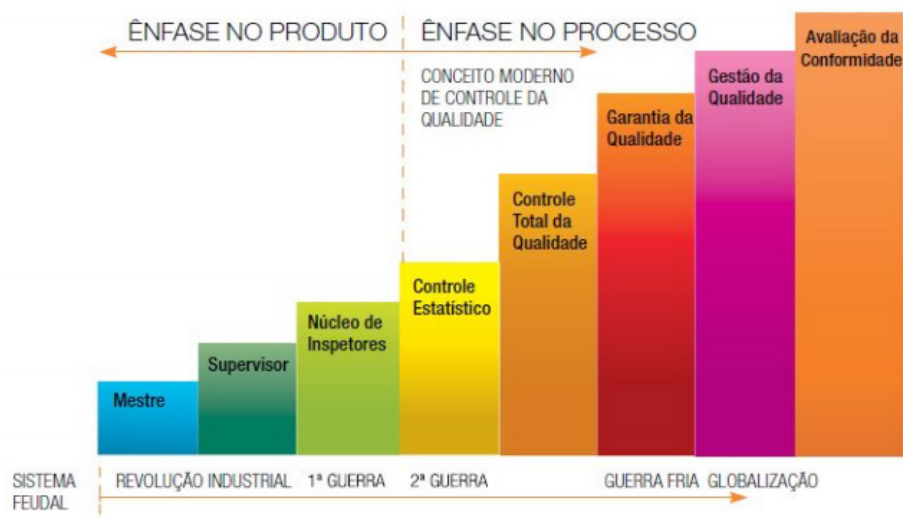 ÊNFASE NO PRODUTO
ÊNFASE NO PROCESSO
CONCEITO MODERNO
DE CONTROLE DA
QUALIDADE
Mestre
Supervisor
Núcleo de
Inspetores
Controle
Estatístico
Controle
Total da
Qualidade
Garantia da
Qualidade
Gestão da
Qualidade
Avaliação da
Conformidade
SISTEMA
FEUDAL
REVOLUÇÃO INDUSTRIAL
1ª GUERRA
2ª GUERRA
GUERRA FRIA
GLOBALIZAÇÃO